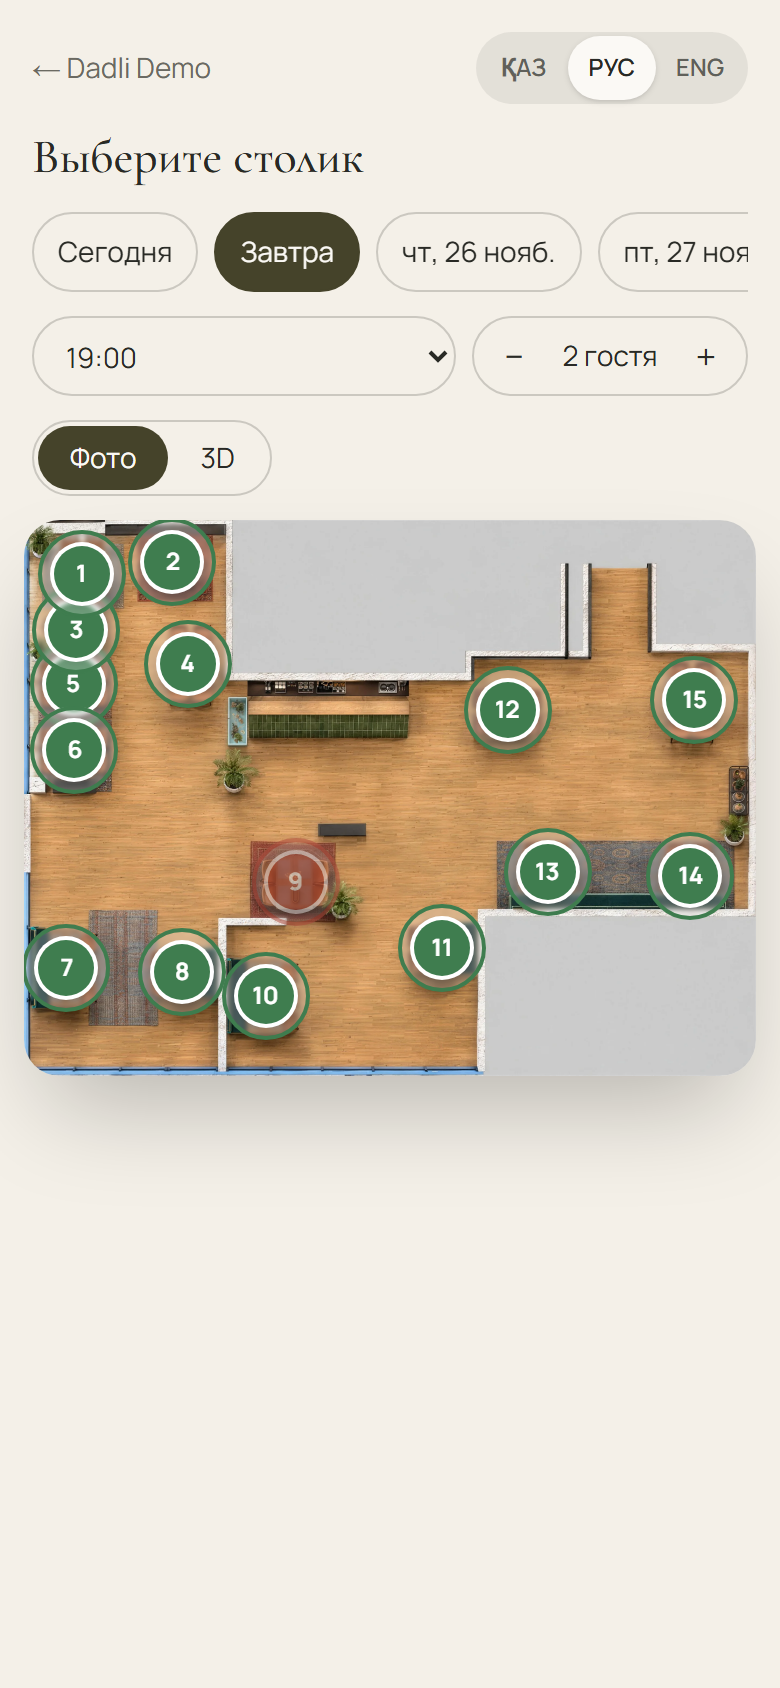 ← Dadli Demo
ҚАЗ РУС ENG
Выберите столик
Сегодня Завтра чт, 26 нояб. пт, 27 ноя
19:00 − 2 гостя +
Фото 3D
1 2
3
4
5
6
12 15
9
13 14
7 8 10 11